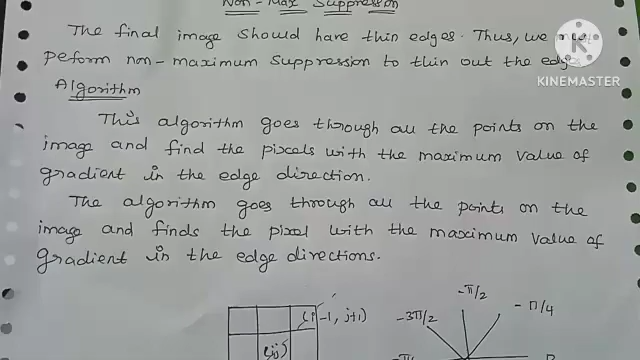 Non-Max Suppression
The final image should have thin edges. Thus, we
peform non-maximum suppression to thin out the edge
KINEMASTER
Algorithm
This algorithm goes through all the points on the
image and find the pixcals with the maximum value of
gradient in the edge direction.
The algorithm goes through all the points on the
image and finds the pixel with the maximum value of
gradient in the edge directions.
-π/2
(i-1, j+1)
-3π/2
-π/4
(i,j)